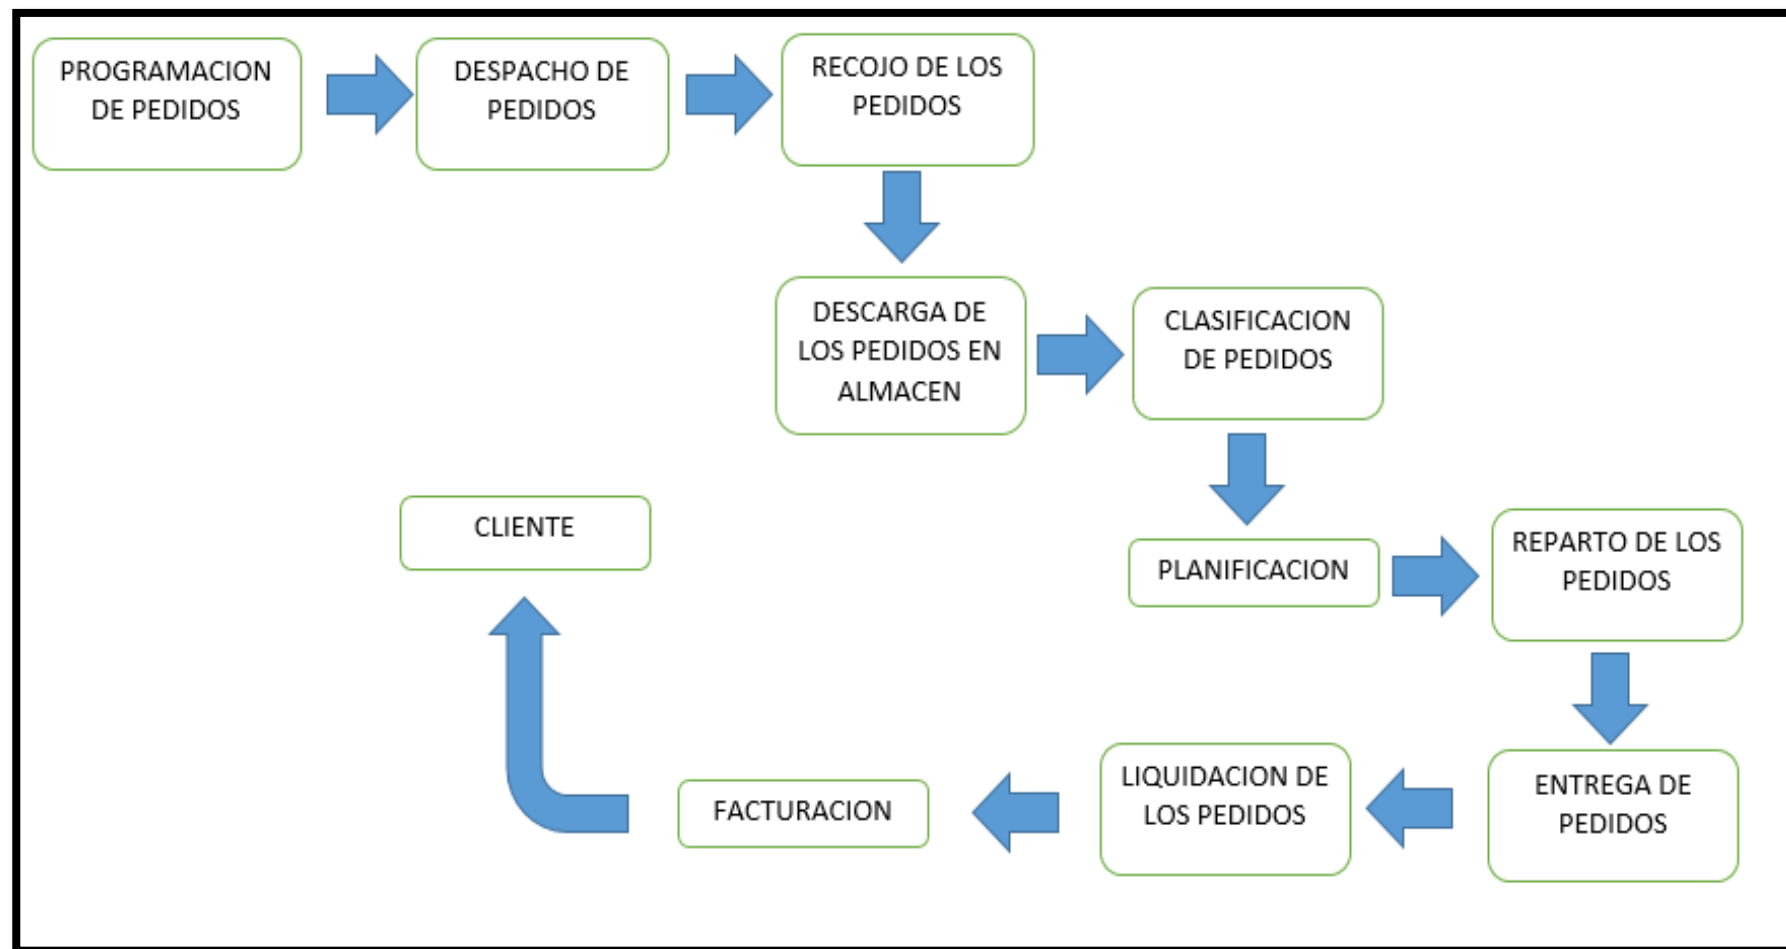 PROGRAMACION
DE PEDIDOS
DESPACHO DE
PEDIDOS
RECOJO DE LOS
PEDIDOS
DESCARGA DE
LOS PEDIDOS EN
ALMACEN
CLASIFICACION
DE PEDIDOS
PLANIFICACION
REPARTO DE LOS
PEDIDOS
ENTREGA DE
PEDIDOS
LIQUIDACION DE
LOS PEDIDOS
FACTURACION
CLIENTE